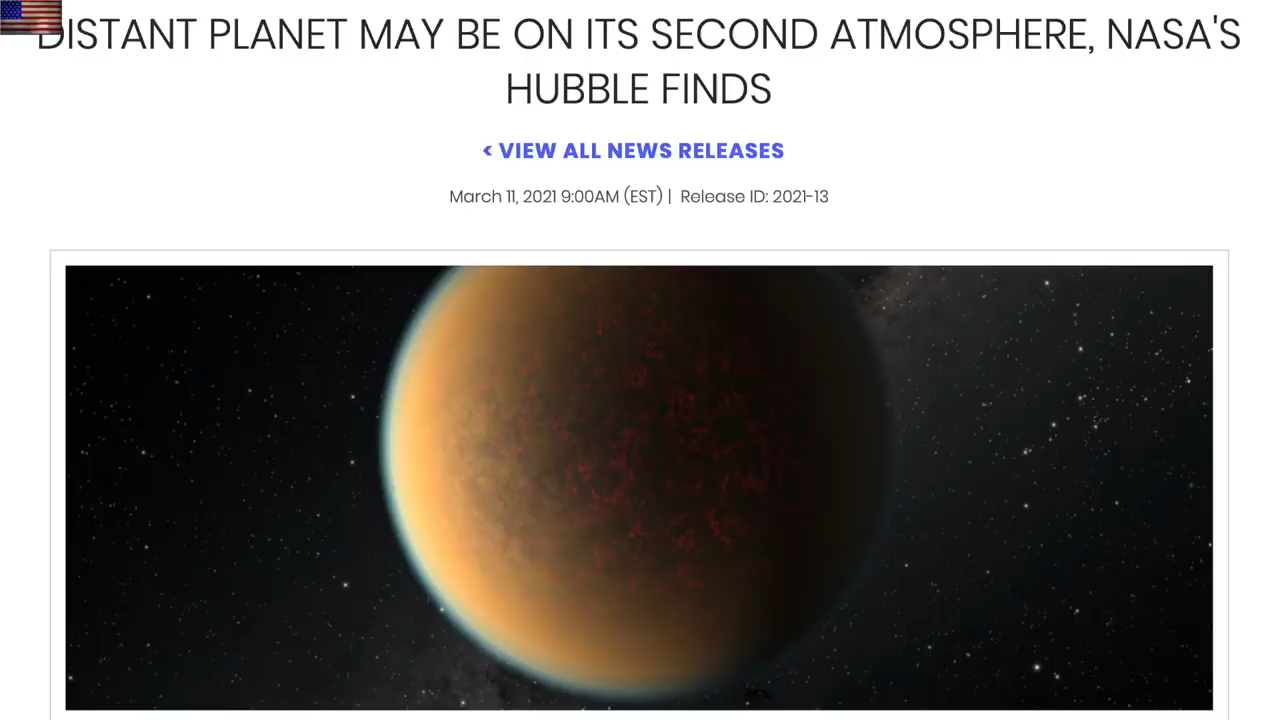 DISTANT PLANET MAY BE ON ITS SECOND ATMOSPHERE, NASA'S
HUBBLE FINDS
< VIEW ALL NEWS RELEASES
March 11, 2021 9:00AM (EST) | Release ID: 2021-13